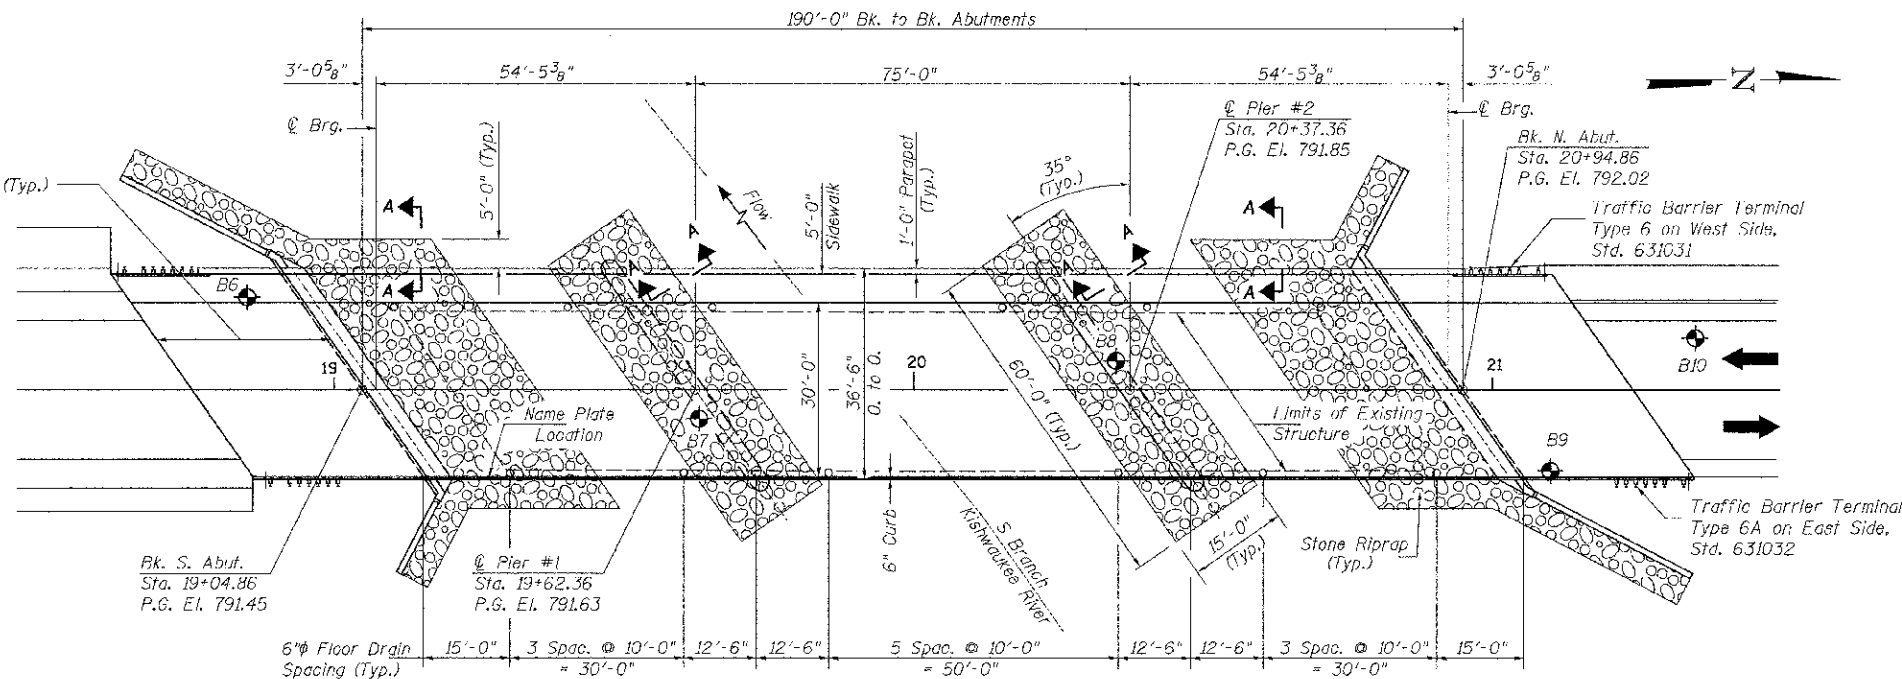 190'-0" Bk. to Bk. Abutments
3'-0⅝"
54'-5⅜"
75'-0"
54'-5⅜"
3'-0⅝"
N
℄ Brg.
℄ Pier #2
Sta. 20+37.36
P.G. El. 791.85
℄ Brg.
Bk. N. Abut.
Sta. 20+94.86
P.G. El. 792.02
(Typ.)
5'-0" (Typ.)
Flow
5'-0"
Sidewalk
1'-0" Parapet
(Typ.)
35°
(Typ.)
Traffic Barrier Terminal
Type 6 on West Side,
Std. 631031
A
A
A
A
A
A
A
A
B6
B8
B10
30'-0"
36'-6"
O. to O.
60'-0" (Typ.)
19
20
21
Name Plate
Location
B7
Limits of Existing
Structure
B9
6" Curb
S. Branch
Kishwaukee River
15'-0"
(Typ.)
Stone Riprap
(Typ.)
Traffic Barrier Terminal
Type 6A on East Side,
Std. 631032
Bk. S. Abut.
Sta. 19+04.86
P.G. El. 791.45
℄ Pier #1
Sta. 19+62.36
P.G. El. 791.63
6"φ Floor Drain
Spacing (Typ.)
15'-0"
3 Spac. @ 10'-0"
= 30'-0"
12'-6"
12'-6"
5 Spac. @ 10'-0"
= 50'-0"
12'-6"
12'-6"
3 Spac. @ 10'-0"
= 30'-0"
15'-0"